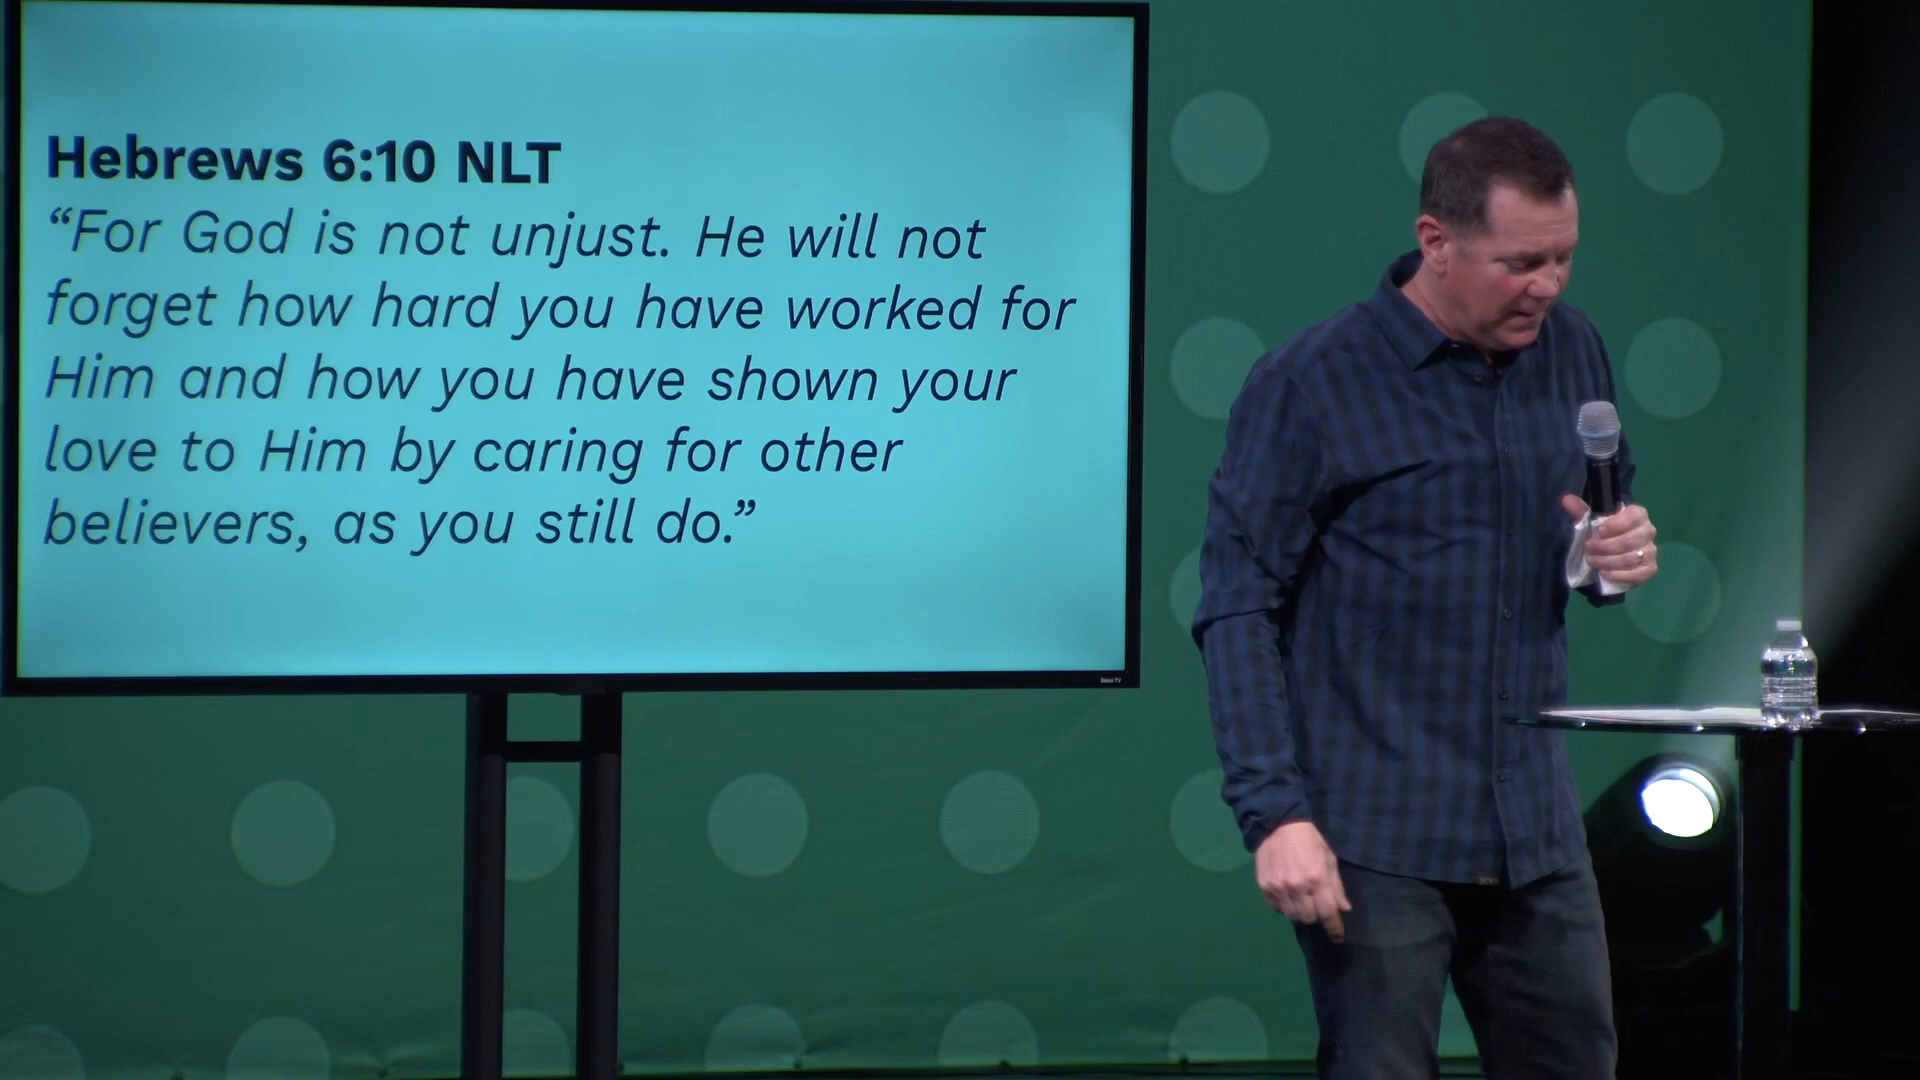 Hebrews 6:10 NLT
“For God is not unjust. He will not
forget how hard you have worked for
Him and how you have shown your
love to Him by caring for other
believers, as you still do.”